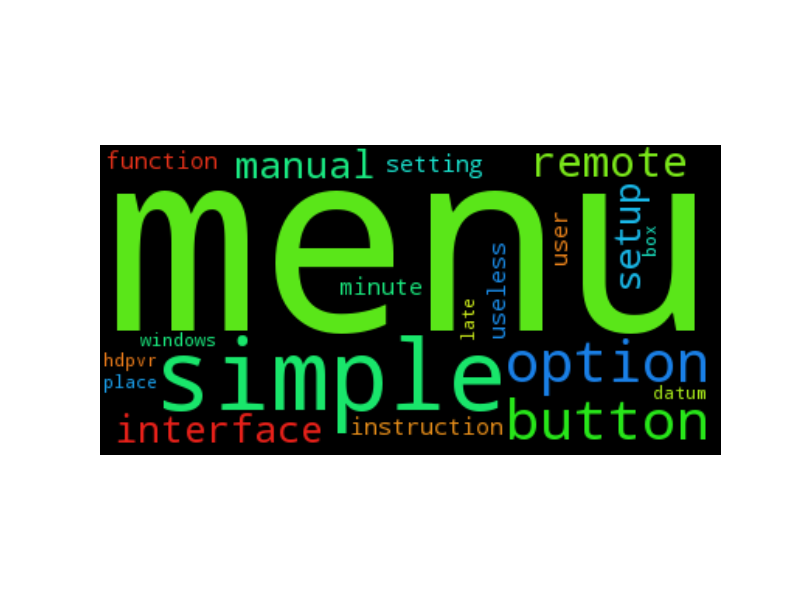 function manual setting remote
menu
setup
box
user
useless
minute
late
windows
simple
option
hdpvr
place
datum
button
interface
instruction